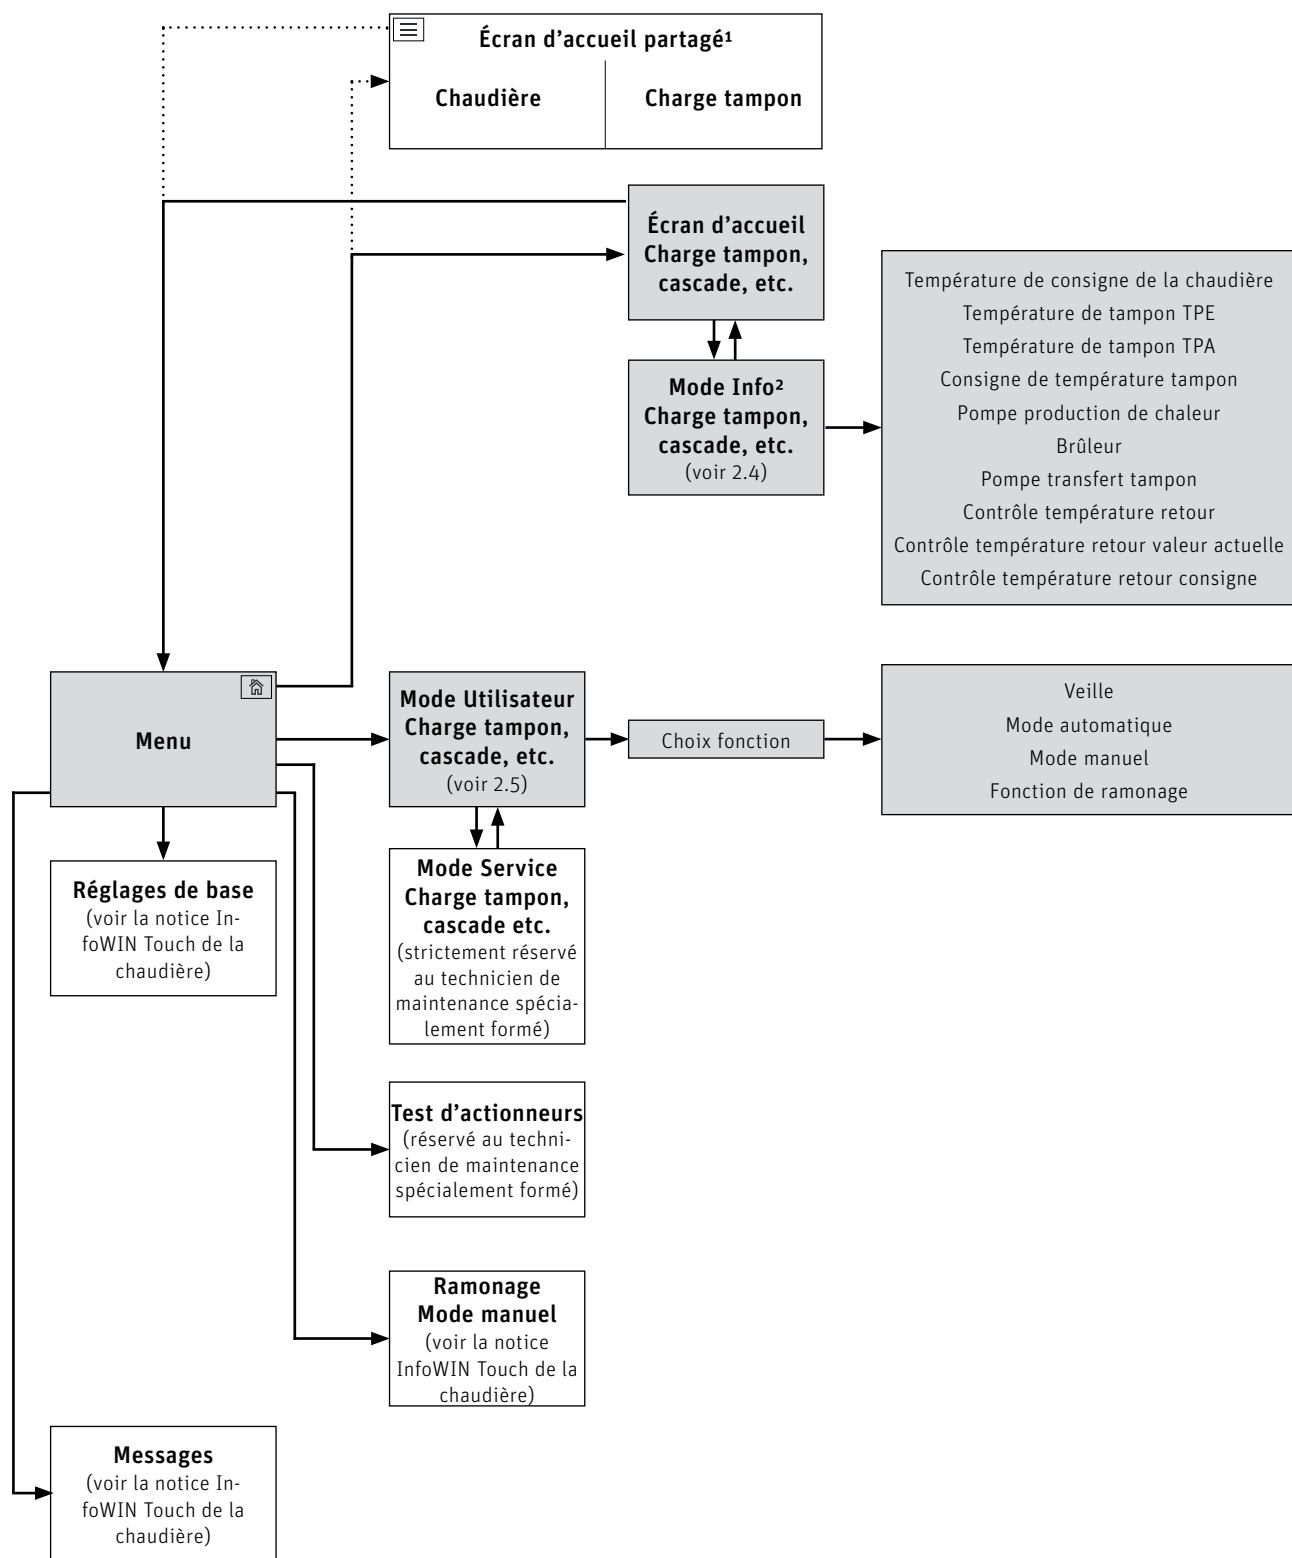 Écran d’accueil partagé¹
Chaudière
Charge tampon
Écran d’accueil
Charge tampon,
cascade, etc.
Mode Info²
Charge tampon,
cascade, etc.
(voir 2.4)
Température de consigne de la chaudière
Température de tampon TPE
Température de tampon TPA
Consigne de température tampon
Pompe production de chaleur
Brûleur
Pompe transfert tampon
Contrôle température retour
Contrôle température retour valeur actuelle
Contrôle température retour consigne
Menu
Mode Utilisateur
Charge tampon,
cascade, etc.
(voir 2.5)
Choix fonction
Veille
Mode automatique
Mode manuel
Fonction de ramonage
Réglages de base
(voir la notice In-
foWIN Touch de la
chaudière)
Mode Service
Charge tampon,
cascade etc.
(strictement réservé
au technicien de
maintenance spécia-
lement formé)
Test d’actionneurs
(réservé au techni-
cien de maintenance
spécialement formé)
Ramonage
Mode manuel
(voir la notice
InfoWIN Touch de la
chaudière)
Messages
(voir la notice In-
foWIN Touch de la
chaudière)